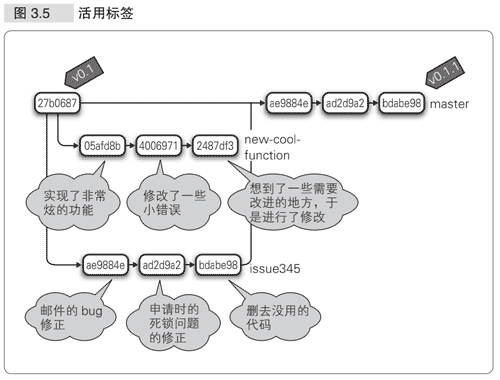 图 3.5 活用标签
v0.1
v0.1.1
27b0687
ae9884e
ad2d9a2
bdabe98
master
05afd8b
4006971
2487df3
new-cool-
function
实现了非常
炫的功能
修改了一些
小错误
想到了一些需要
改进的地方，于
是进行了修改
ae9884e
ad2d9a2
bdabe98
issue345
邮件的 bug
修正
申请时的
死锁问题
的修正
删去没用的
代码